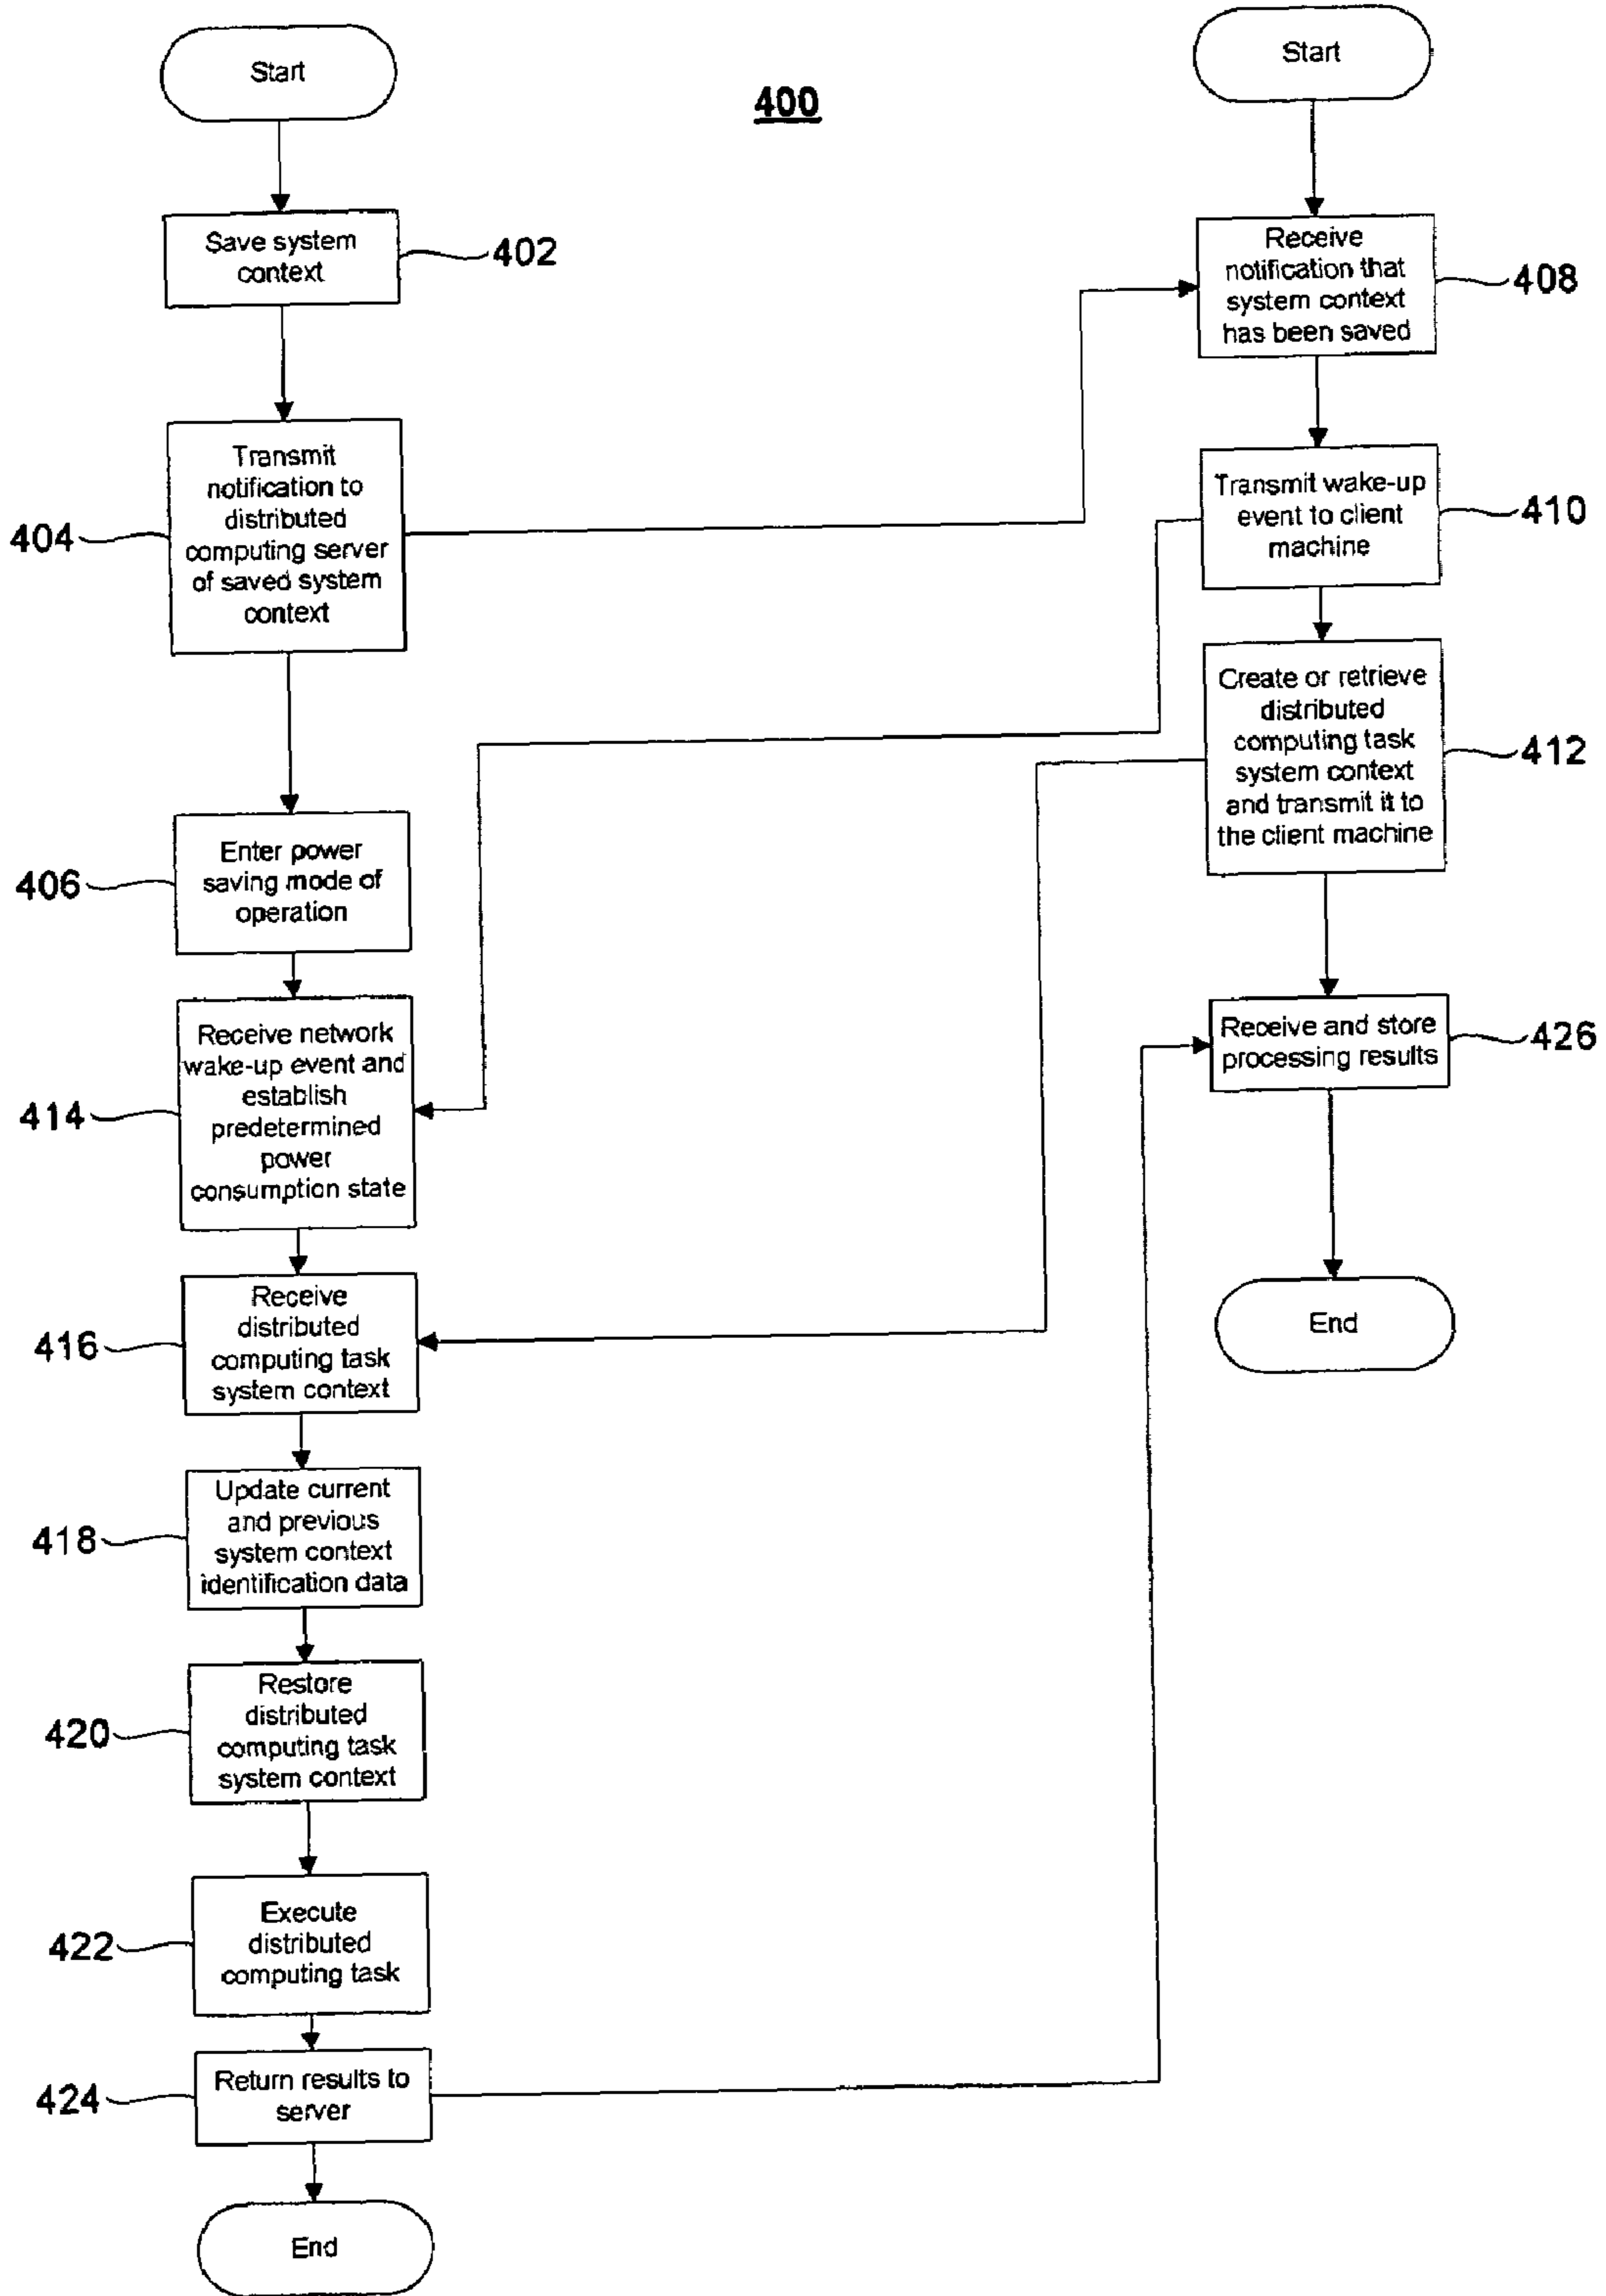 Start
Save system
context
402
Transmit
notification to
distributed
computing server
of saved system
context
404
Enter power
saving mode of
operation
406
Receive network
wake-up event and
establish
predetermined
power
consumption state
414
Receive
distributed
computing task
system context
416
Update current
and previous
system context
identification data
418
Restore
distributed
computing task
system context
420
Execute
distributed
computing task
422
Return results to
server
424
End
400
Start
Receive
notification that
system context
has been saved
408
Transmit wake-up
event to client
machine
410
Create or retrieve
distributed
computing task
system context
and transmit it to
the client machine
412
Receive and store
processing results
426
End